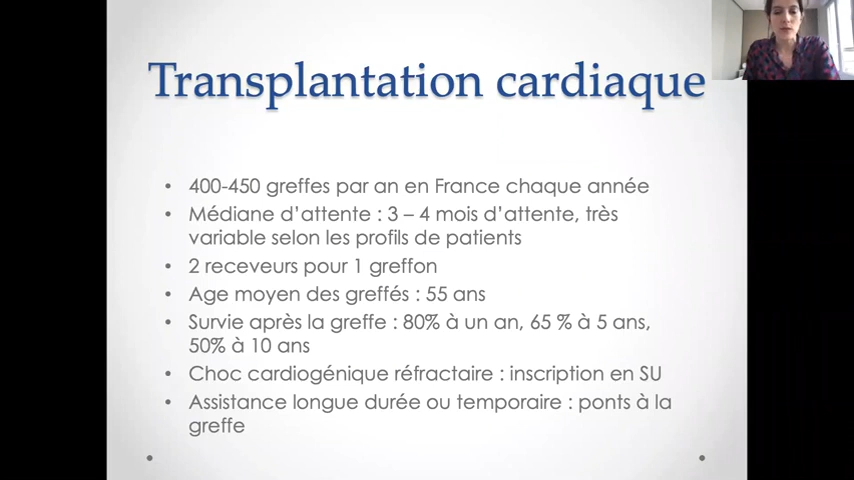 Transplantation cardiaque
• 400-450 greffes par an en France chaque année
• Médiane d’attente : 3 – 4 mois d’attente, très
variable selon les profils de patients
• 2 receveurs pour 1 greffon
• Age moyen des greffés : 55 ans
• Survie après la greffe : 80% à un an, 65 % à 5 ans,
50% à 10 ans
• Choc cardiogénique réfractaire : inscription en SU
• Assistance longue durée ou temporaire : ponts à la
greffe